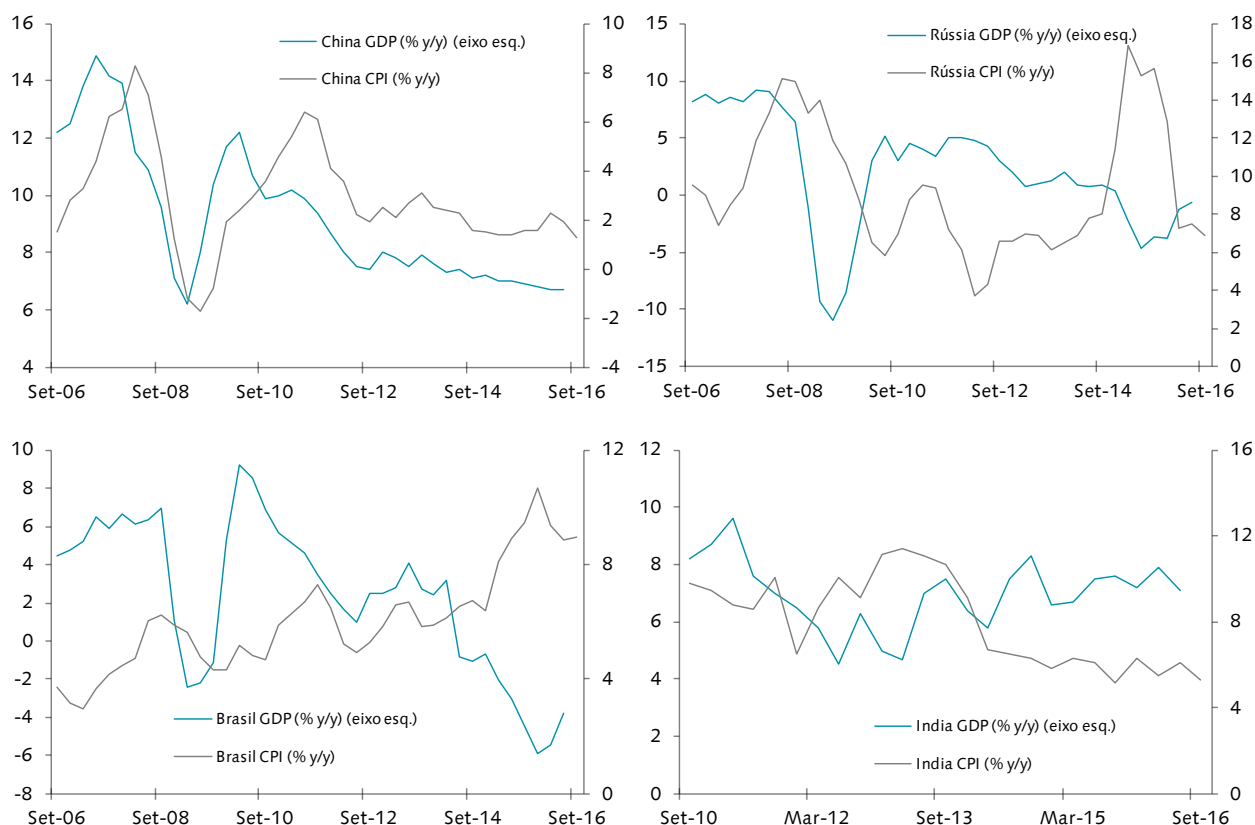 China GDP (% y/y) (eixo esq.)
China CPI (% y/y)
16
14
12
10
8
6
4
10
8
6
4
2
0
-2
-4
Set-06
Set-08
Set-10
Set-12
Set-14
Set-16
Rússia GDP (% y/y) (eixo esq.)
Rússia CPI (% y/y)
15
10
5
0
-5
-10
-15
18
16
14
12
10
8
6
4
2
0
Set-06
Set-08
Set-10
Set-12
Set-14
Set-16
10
8
6
4
2
0
-2
-4
-6
-8
12
8
4
0
Brasil GDP (% y/y) (eixo esq.)
Brasil CPI (% y/y)
Set-06
Set-08
Set-10
Set-12
Set-14
Set-16
12
10
8
6
4
2
0
16
12
8
4
0
India GDP (% y/y) (eixo esq.)
India CPI (% y/y)
Set-10
Mar-12
Set-13
Mar-15
Set-16